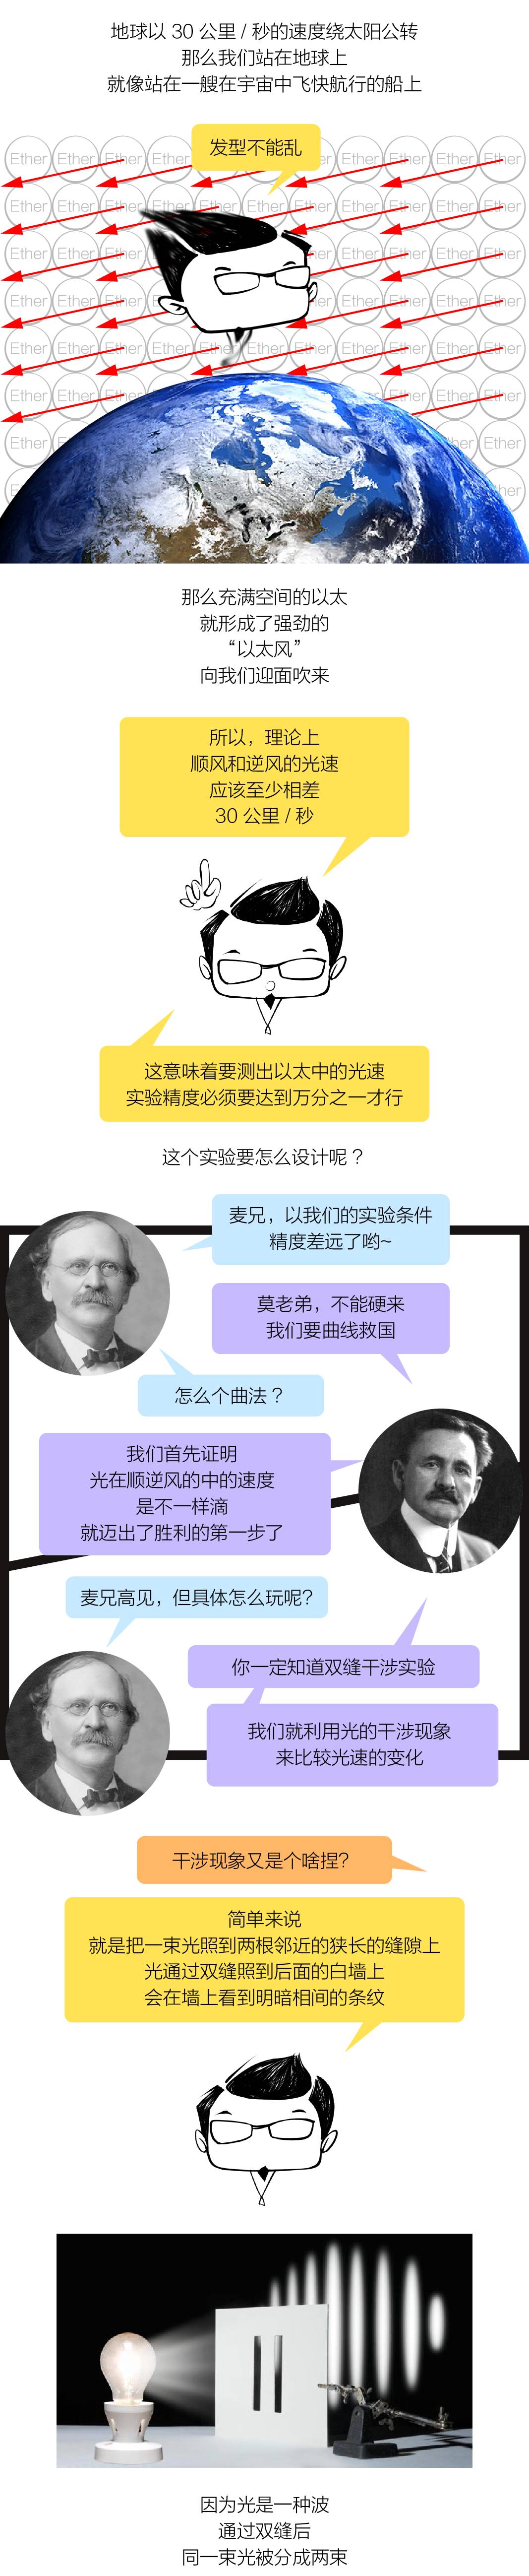 地球以 30 公里 / 秒的速度绕太阳公转
那么我们站在地球上
就像站在一艘在宇宙中飞快航行的船上
发型不能乱
Ether Ether Ether Ether Ether Ether Ether Ether
Ether Ether Ether Ether Ether Ether Ether Ether Ether Ether Ether
Ether Ether Ether Ether Ether Ether Ether Ether
Ether Ether Ether Ether Ether Ether Ether
Ether Ether Ether Ether Ether Ether Ether Ether Ether Ether
Ether Ether Ether Ether Ether
Ether Ether
那么充满空间的以太
就形成了强劲的
“以太风”
向我们迎面吹来
所以，理论上
顺风和逆风的光速
应该至少相差
30 公里 / 秒
这意味着要测出以太中的光速
实验精度必须要达到万分之一才行
这个实验要怎么设计呢？
麦兄，以我们的实验条件
精度差远了哟~
莫老弟，不能硬来
我们要曲线救国
怎么个曲法？
我们首先证明
光在顺逆风的中的速度
是不一样滴
就迈出了胜利的第一步了
麦兄高见，但具体怎么玩呢？
你一定知道双缝干涉实验
我们就利用光的干涉现象
来比较光速的变化
干涉现象又是个啥捏？
简单来说
就是把一束光照到两根邻近的狭长的缝隙上
光通过双缝照到后面的白墙上
会在墙上看到明暗相间的条纹
因为光是一种波
通过双缝后
同一束光被分成两束